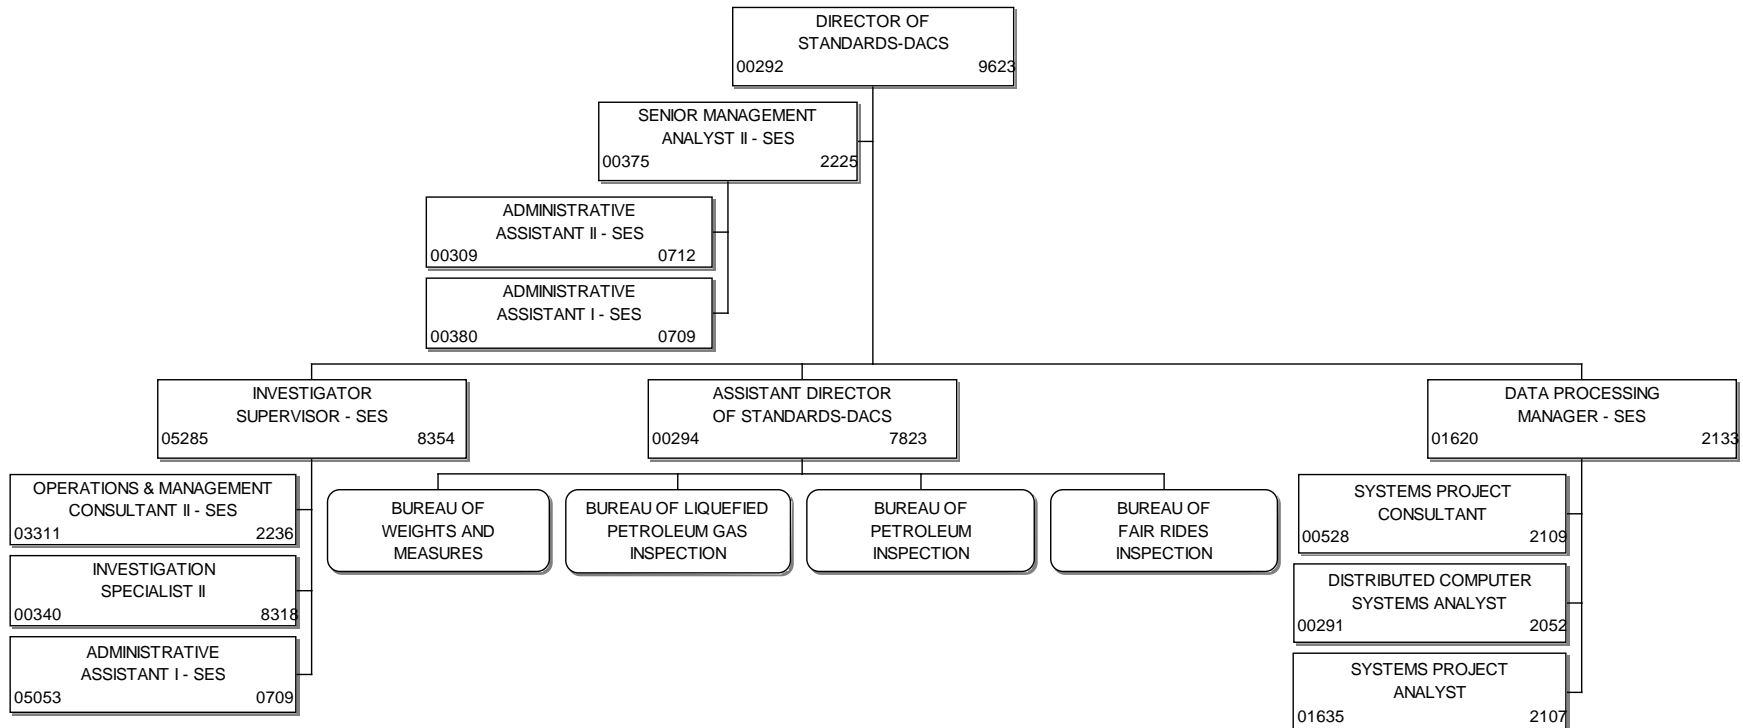 DIRECTOR OF
STANDARDS-DACS
00292 9623
SENIOR MANAGEMENT
ANALYST II - SES
00375 2225
ADMINISTRATIVE
ASSISTANT II - SES
00309 0712
ADMINISTRATIVE
ASSISTANT I - SES
00380 0709
INVESTIGATOR
SUPERVISOR - SES
05285 8354
ASSISTANT DIRECTOR
OF STANDARDS-DACS
00294 7823
DATA PROCESSING
MANAGER - SES
01620 2133
OPERATIONS & MANAGEMENT
CONSULTANT II - SES
03311 2236
INVESTIGATION
SPECIALIST II
00340 8318
ADMINISTRATIVE
ASSISTANT I - SES
05053 0709
BUREAU OF
WEIGHTS AND
MEASURES
BUREAU OF LIQUEFIED
PETROLEUM GAS
INSPECTION
BUREAU OF
PETROLEUM
INSPECTION
BUREAU OF
FAIR RIDES
INSPECTION
SYSTEMS PROJECT
CONSULTANT
00528 2109
DISTRIBUTED COMPUTER
SYSTEMS ANALYST
00291 2052
SYSTEMS PROJECT
ANALYST
01635 2107